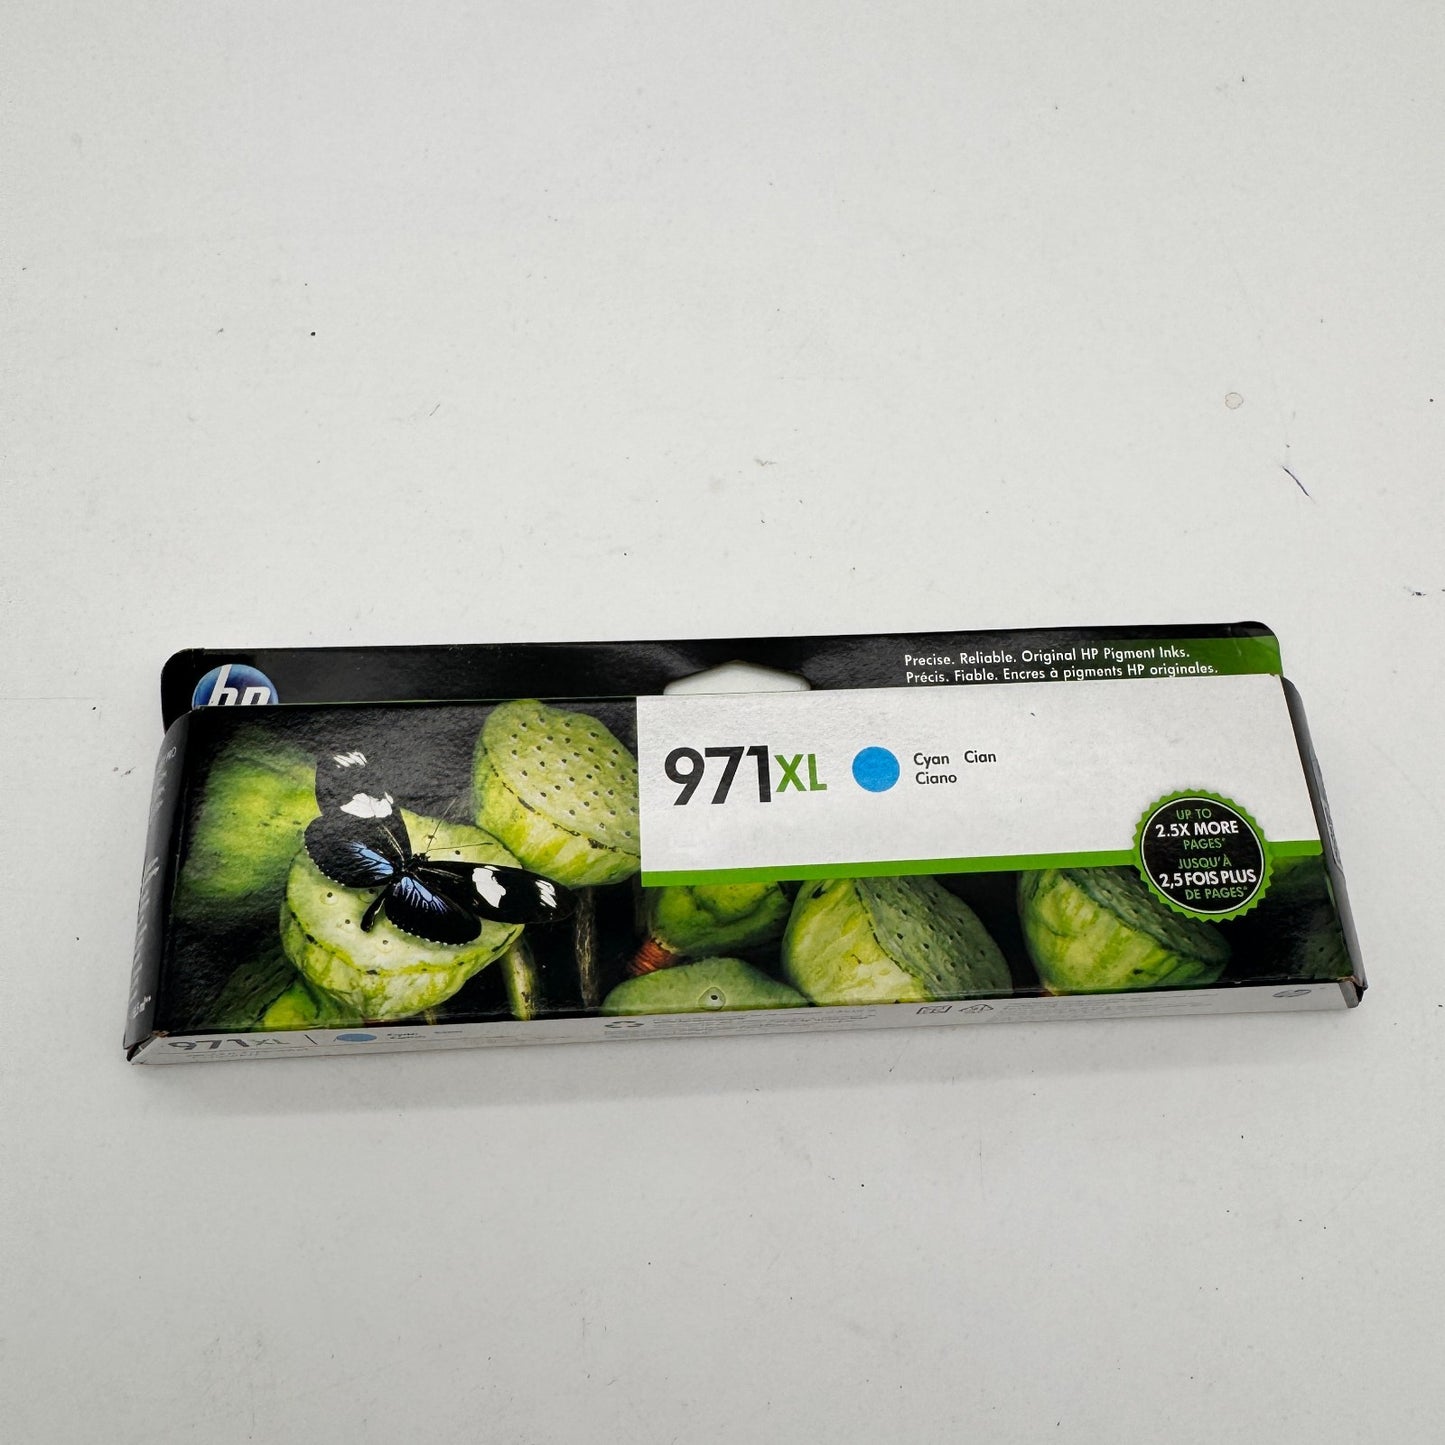 hp
Precise. Reliable. Original HP Pigment Inks.
Précis. Fiable. Encres à pigments HP originales.
971XL
Cyan Cian
Ciano
UP TO
2.5X MORE
PAGES*
JUSQU'À
2,5 FOIS PLUS
DE PAGES*
971XL